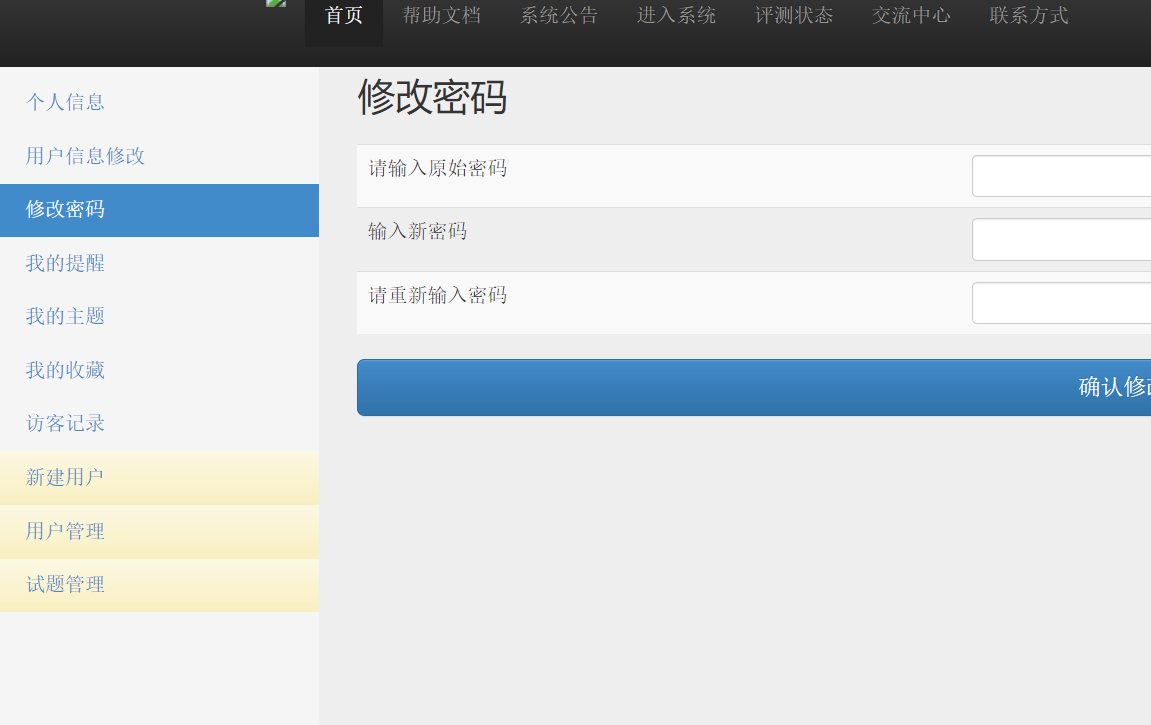 首页 帮助文档 系统公告 进入系统 评测状态 交流中心 联系方式
个人信息
用户信息修改
修改密码
我的提醒
我的主题
我的收藏
访客记录
新建用户
用户管理
试题管理
修改密码
请输入原始密码
输入新密码
请重新输入密码
确认修